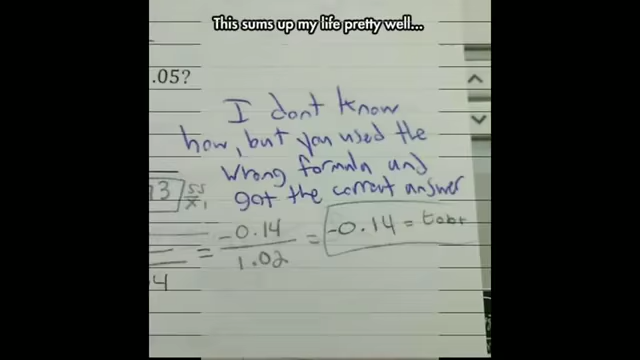 This sums up my life pretty well...
.05?
I dont know
how, but you used the
wrong formula and
got the correct answer
-0.14
= ——— = -0.14 = tobt
1.02